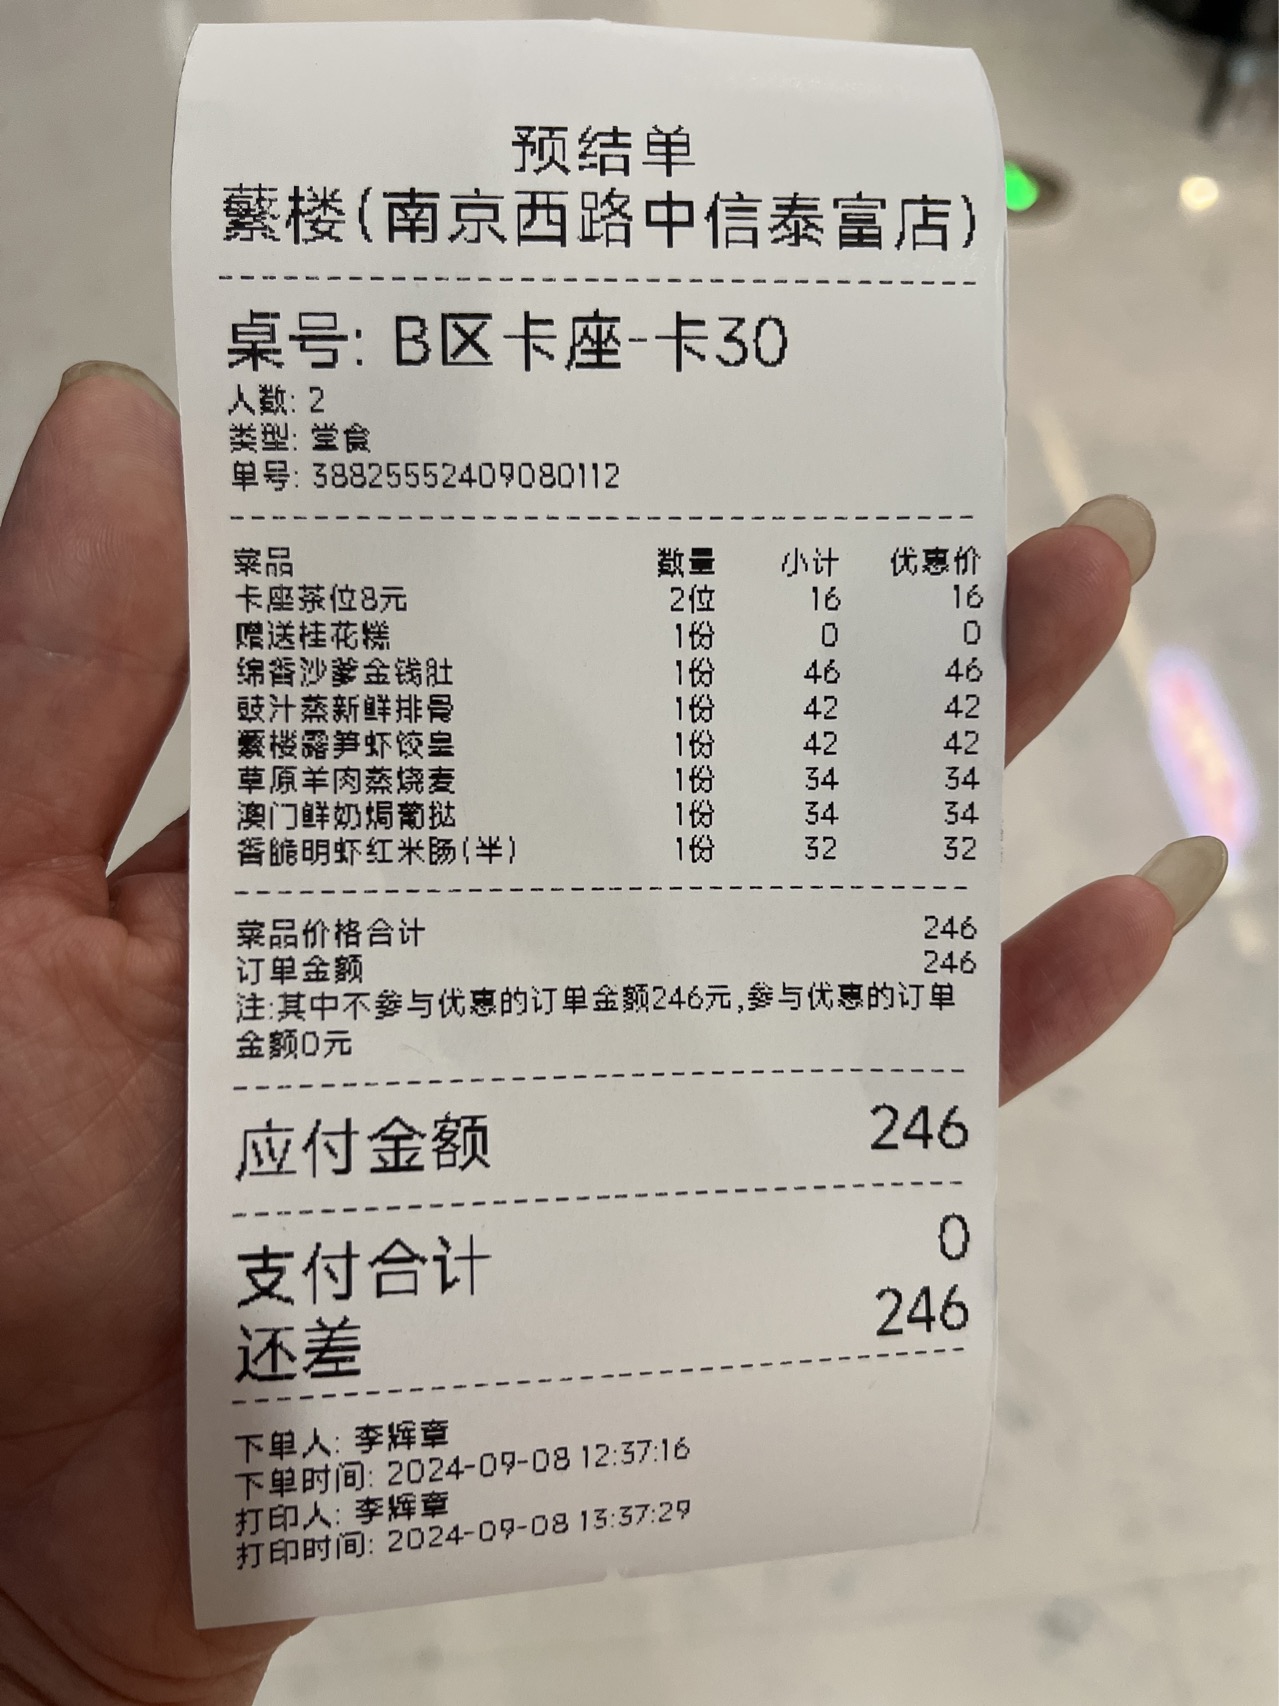 预结单
蘩楼(南京西路中信泰富店)
桌号: B区卡座-卡30
人数: 2
类型: 堂食
单号: 38825552409080112
菜品 数量 小计 优惠价
卡座茶位8元 2位 16 16
赠送桂花糕 1份 0 0
绵香沙爹金钱肚 1份 46 46
豉汁蒸新鲜排骨 1份 42 42
蘩楼露笋虾饺皇 1份 42 42
草原羊肉蒸烧麦 1份 34 34
澳门鲜奶焗葡挞 1份 34 34
香脆明虾红米肠(半) 1份 32 32
菜品价格合计 246
订单金额 246
注:其中不参与优惠的订单金额246元,参与优惠的订单
金额0元
应付金额 246
支付合计 0
还差 246
下单人: 李辉章
下单时间: 2024-09-08 12:37:16
打印人: 李辉章
打印时间: 2024-09-08 13:37:29